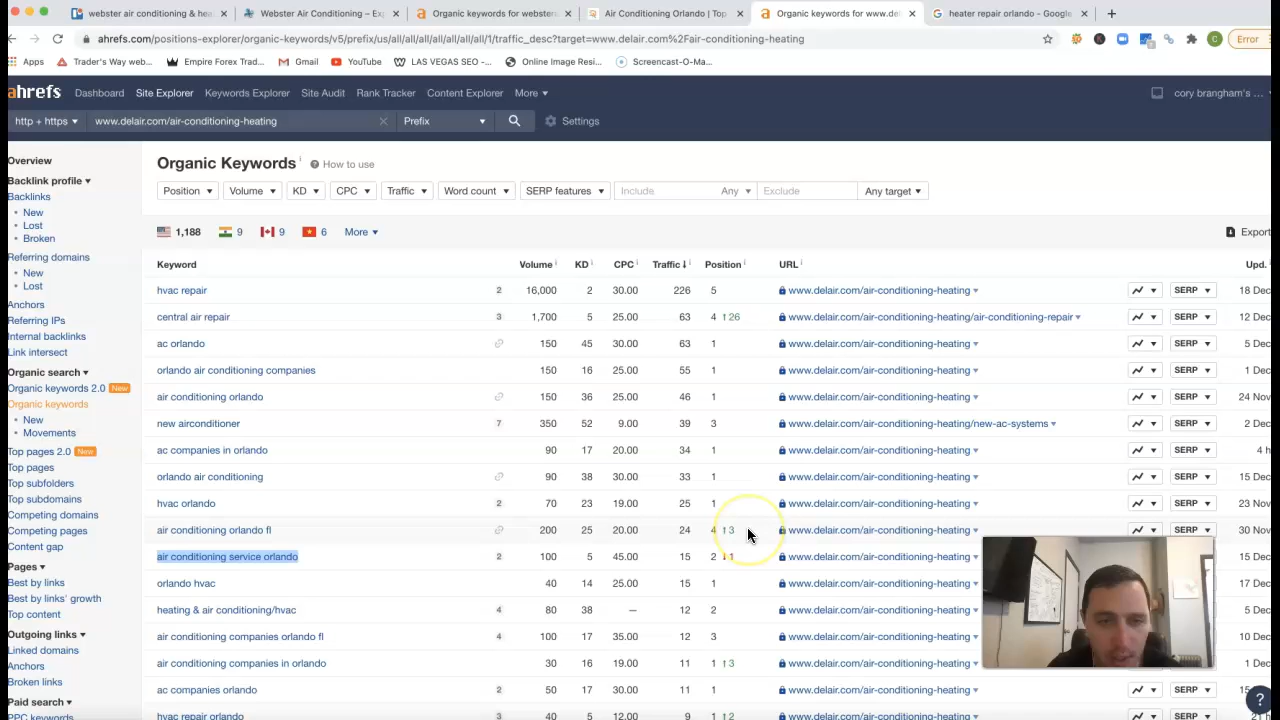 webster air conditioning & hea
Webster Air Conditioning – Exp
Organic keywords for webstera
Air Conditioning Orlando | Top
Organic keywords for www.del
heater repair orlando - Google
ahrefs.com/positions-explorer/organic-keywords/v5/prefix/us/all/all/all/all/all/all/all/1/traffic_desc?target=www.delair.com%2Fair-conditioning-heating
Error
Apps
Trader's Way web...
Empire Forex Trad...
Gmail
YouTube
LAS VEGAS SEO -...
Online Image Resi...
Screencast-O-Ma...
ahrefs
Dashboard
Site Explorer
Keywords Explorer
Site Audit
Rank Tracker
Content Explorer
More
cory brangham's ...
http + https
www.delair.com/air-conditioning-heating
Prefix
Settings
Overview
Backlink profile
Backlinks
New
Lost
Broken
Referring domains
New
Lost
Anchors
Referring IPs
Internal backlinks
Link intersect
Organic search
Organic keywords 2.0 New
Organic keywords
New
Movements
Top pages 2.0 New
Top pages
Top subfolders
Top subdomains
Competing domains
Competing pages
Content gap
Pages
Best by links
Best by links' growth
Top content
Outgoing links
Linked domains
Anchors
Broken links
Paid search
PPC keywords
Organic Keywords
How to use
Position
Volume
KD
CPC
Traffic
Word count
SERP features
Include
Any
Exclude
Any target
1,188
9
9
6
More
Export
Keyword Volume KD CPC Traffic Position URL Upd.
hvac repair 2 16,000 2 30.00 226 5 www.delair.com/air-conditioning-heating SERP 18 Dec
central air repair 3 1,700 5 25.00 63 4 ↑26 www.delair.com/air-conditioning-heating/air-conditioning-repair SERP 12 Dec
ac orlando 150 45 30.00 63 1 www.delair.com/air-conditioning-heating SERP 5 Dec
orlando air conditioning companies 150 16 25.00 55 1 www.delair.com/air-conditioning-heating SERP 1 Dec
air conditioning orlando 150 36 25.00 46 1 www.delair.com/air-conditioning-heating SERP 24 Nov
new airconditioner 7 350 52 9.00 39 3 www.delair.com/air-conditioning-heating/new-ac-systems SERP 2 Dec
ac companies in orlando 90 17 20.00 34 1 www.delair.com/air-conditioning-heating SERP 4 h
orlando air conditioning 90 38 30.00 33 1 www.delair.com/air-conditioning-heating SERP 15 Dec
hvac orlando 2 70 23 19.00 25 1 www.delair.com/air-conditioning-heating SERP 23 Nov
air conditioning orlando fl 200 25 20.00 24 4 ↑3 www.delair.com/air-conditioning-heating SERP 30 Nov
air conditioning service orlando 2 100 5 45.00 15 2 ↓1 www.delair.com/air-conditioning-heating SERP 15 Dec
orlando hvac 40 14 25.00 15 1 www.delair.com/air-conditioning-heating 17 Dec
heating & air conditioning/hvac 4 80 38 — 12 2 www.delair.com/air-conditioning-heating 5 Dec
air conditioning companies orlando fl 4 100 17 35.00 12 3 www.delair.com/air-conditioning-heating 10 Dec
air conditioning companies in orlando 30 16 19.00 11 1 ↑3 www.delair.com/air-conditioning-heating 1 Dec
ac companies orlando 2 50 17 30.00 11 1 www.delair.com/air-conditioning-heating SERP
hvac repair orlando 3 40 5 12.00 9 1 ↑2 www.delair.com/air-conditioning-heating SERP